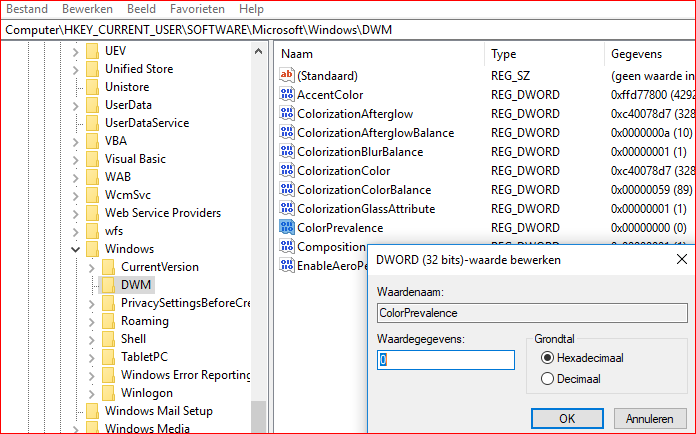 Bestand Bewerken Beeld Favorieten Help
Computer\HKEY_CURRENT_USER\SOFTWARE\Microsoft\Windows\DWM
UEV
Unified Store
Unistore
UserData
UserDataService
VBA
Visual Basic
WAB
WcmSvc
Web Service Providers
wfs
Windows
CurrentVersion
DWM
PrivacySettingsBeforeCre
Roaming
Shell
TabletPC
Windows Error Reporting
Winlogon
Windows Mail Setup
Windows Media
Naam Type Gegevens
(Standaard) REG_SZ (geen waarde in
AccentColor REG_DWORD 0xffd77800 (4292
ColorizationAfterglow REG_DWORD 0xc40078d7 (328
ColorizationAfterglowBalance REG_DWORD 0x0000000a (10)
ColorizationBlurBalance REG_DWORD 0x00000001 (1)
ColorizationColor REG_DWORD 0xc40078d7 (328
ColorizationColorBalance REG_DWORD 0x00000059 (89)
ColorizationGlassAttribute REG_DWORD 0x00000001 (1)
ColorPrevalence REG_DWORD 0x00000000 (0)
Composition
EnableAeroPe
DWORD (32 bits)-waarde bewerken
Waardenaam:
ColorPrevalence
Waardegegevens:
0
Grondtal
Hexadecimaal
Decimaal
OK Annuleren